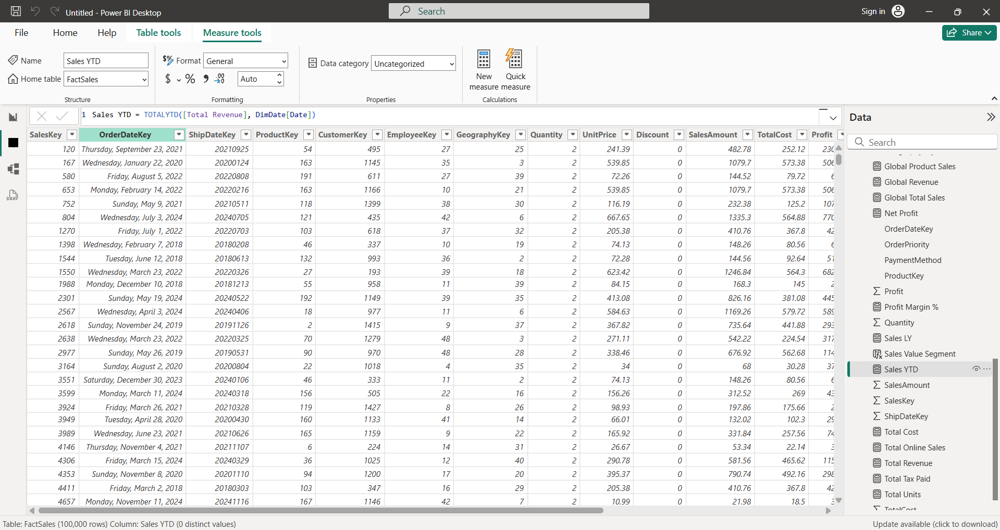 Untitled - Power BI Desktop
Search
Sign in
File Home Help Table tools Measure tools
Share
Name Sales YTD
Home table FactSales
Structure
$% Format General
$ % , .00 →.0 Auto
Formatting
Data category Uncategorized
Properties
New measure
Quick measure
Calculations
DAX
1 Sales YTD = TOTALYTD([Total Revenue], DimDate[Date])
SalesKey OrderDateKey ShipDateKey ProductKey CustomerKey EmployeeKey GeographyKey Quantity UnitPrice Discount SalesAmount TotalCost Profit
120 Thursday, September 23, 2021 20210925 54 495 27 25 2 241.39 0 482.78 252.12 230
167 Wednesday, January 22, 2020 20200124 163 1145 35 3 2 539.85 0 1079.7 573.38 506
580 Friday, August 5, 2022 20220808 191 611 27 39 2 72.26 0 144.52 79.72
653 Monday, February 14, 2022 20220216 163 1166 10 21 2 539.85 0 1079.7 573.38 506
752 Sunday, May 9, 2021 20210511 118 1399 38 30 2 116.19 0 232.38 125.2 107
804 Wednesday, July 3, 2024 20240705 121 435 42 6 2 667.65 0 1335.3 564.88 770
1270 Friday, July 1, 2022 20220703 103 618 37 32 2 205.38 0 410.76 367.8 42
1398 Wednesday, February 7, 2018 20180208 46 337 10 19 2 74.13 0 148.26 80.56
1544 Tuesday, June 12, 2018 20180613 132 993 36 2 2 72.28 0 144.56 92.64 51
1550 Wednesday, March 23, 2022 20220326 27 193 39 18 2 623.42 0 1246.84 564.3 682
1988 Monday, December 10, 2018 20181213 55 958 11 39 2 84.15 0 168.3 145
2301 Sunday, May 19, 2024 20240522 192 1149 39 35 2 413.08 0 826.16 381.08 445
2567 Wednesday, April 3, 2024 20240406 18 977 11 6 2 584.63 0 1169.26 579.72 589
2618 Sunday, November 24, 2019 20191126 2 1415 9 37 2 367.82 0 735.64 441.88 293
2638 Wednesday, March 23, 2022 20220325 70 1279 48 3 2 271.11 0 542.22 224.54 317
2977 Sunday, May 26, 2019 20190531 90 970 48 28 2 338.46 0 676.92 562.68 114
3164 Sunday, August 2, 2020 20200804 22 1018 4 35 2 34 0 68 30.28 37
3551 Saturday, December 30, 2023 20240106 46 333 11 2 2 74.13 0 148.26 80.56
3599 Monday, March 11, 2024 20240318 156 505 22 16 2 156.26 0 312.52 269 43
3924 Friday, March 26, 2021 20210328 119 1427 8 26 2 98.93 0 197.86 175.66
3949 Tuesday, April 28, 2020 20200430 160 1133 41 14 2 66.01 0 132.02 102.3 29
3989 Wednesday, June 23, 2021 20210626 165 1159 9 22 2 165.92 0 331.84 257.56 74
4146 Thursday, November 4, 2021 20211107 6 224 14 31 2 26.67 0 53.34 22.14
4306 Friday, March 15, 2024 20240329 36 1025 12 40 2 290.78 0 581.56 465.62 115
4353 Sunday, November 8, 2020 20201110 94 1200 17 20 2 395.37 0 790.74 492.16 298
4411 Friday, March 2, 2018 20180303 103 347 16 29 2 205.38 0 410.76 367.8 42
4657 Monday, November 11, 2024 20241116 167 1146 42 7 2 10.99 0 21.98 18.5
Data
Search
Global Product Sales
Global Revenue
Global Total Sales
Net Profit
OrderDateKey
OrderPriority
PaymentMethod
ProductKey
Profit
Profit Margin %
Quantity
Sales LY
Sales Value Segment
Sales YTD
SalesAmount
SalesKey
ShipDateKey
Total Cost
Total Online Sales
Total Revenue
Total Tax Paid
Total Units
TotalCost
Table: FactSales (100,000 rows) Column: Sales YTD (0 distinct values)
Update available (click to download)